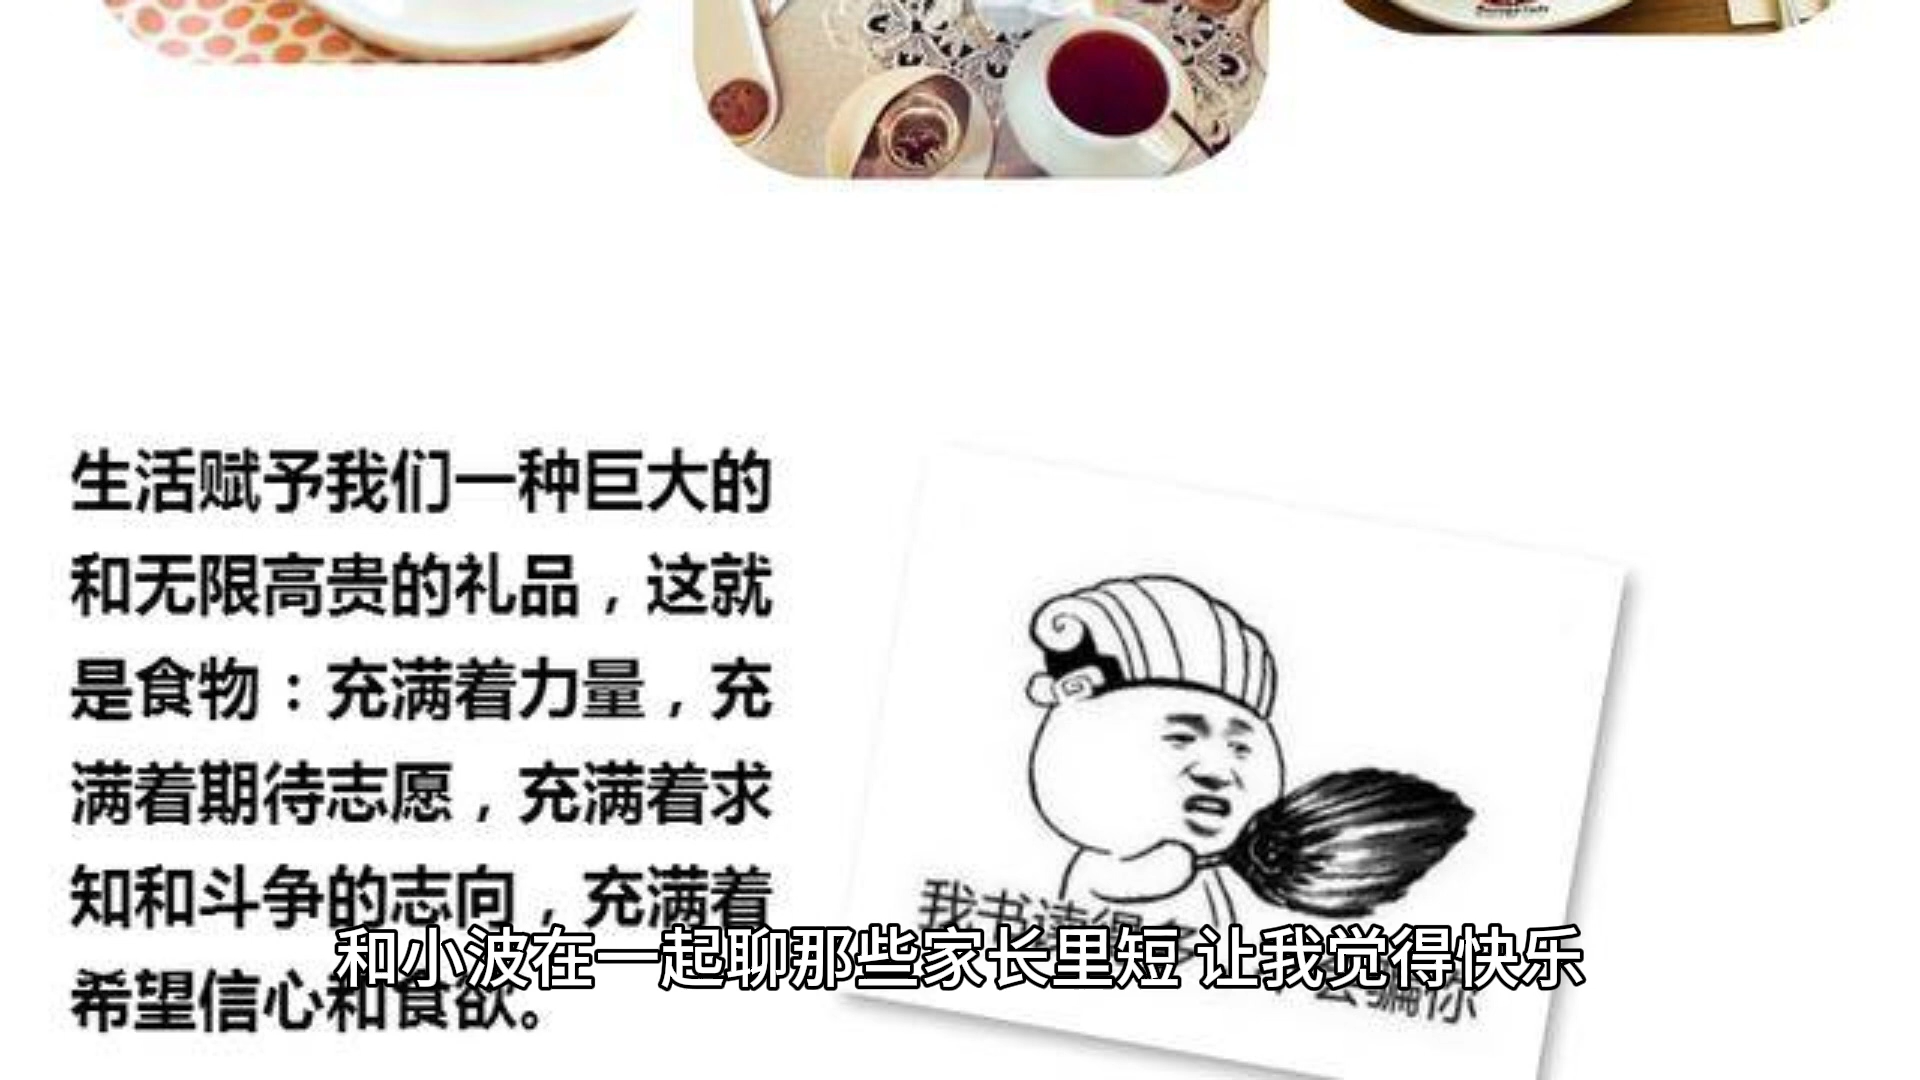 生活赋予我们一种巨大的
和无限高贵的礼品，这就
是食物：充满着力量，充
满着期待志愿，充满着求
知和斗争的志向，充满着
希望信心和食欲。
我书读得多
会骗你
和小波在一起聊那些家长里短 让我觉得快乐